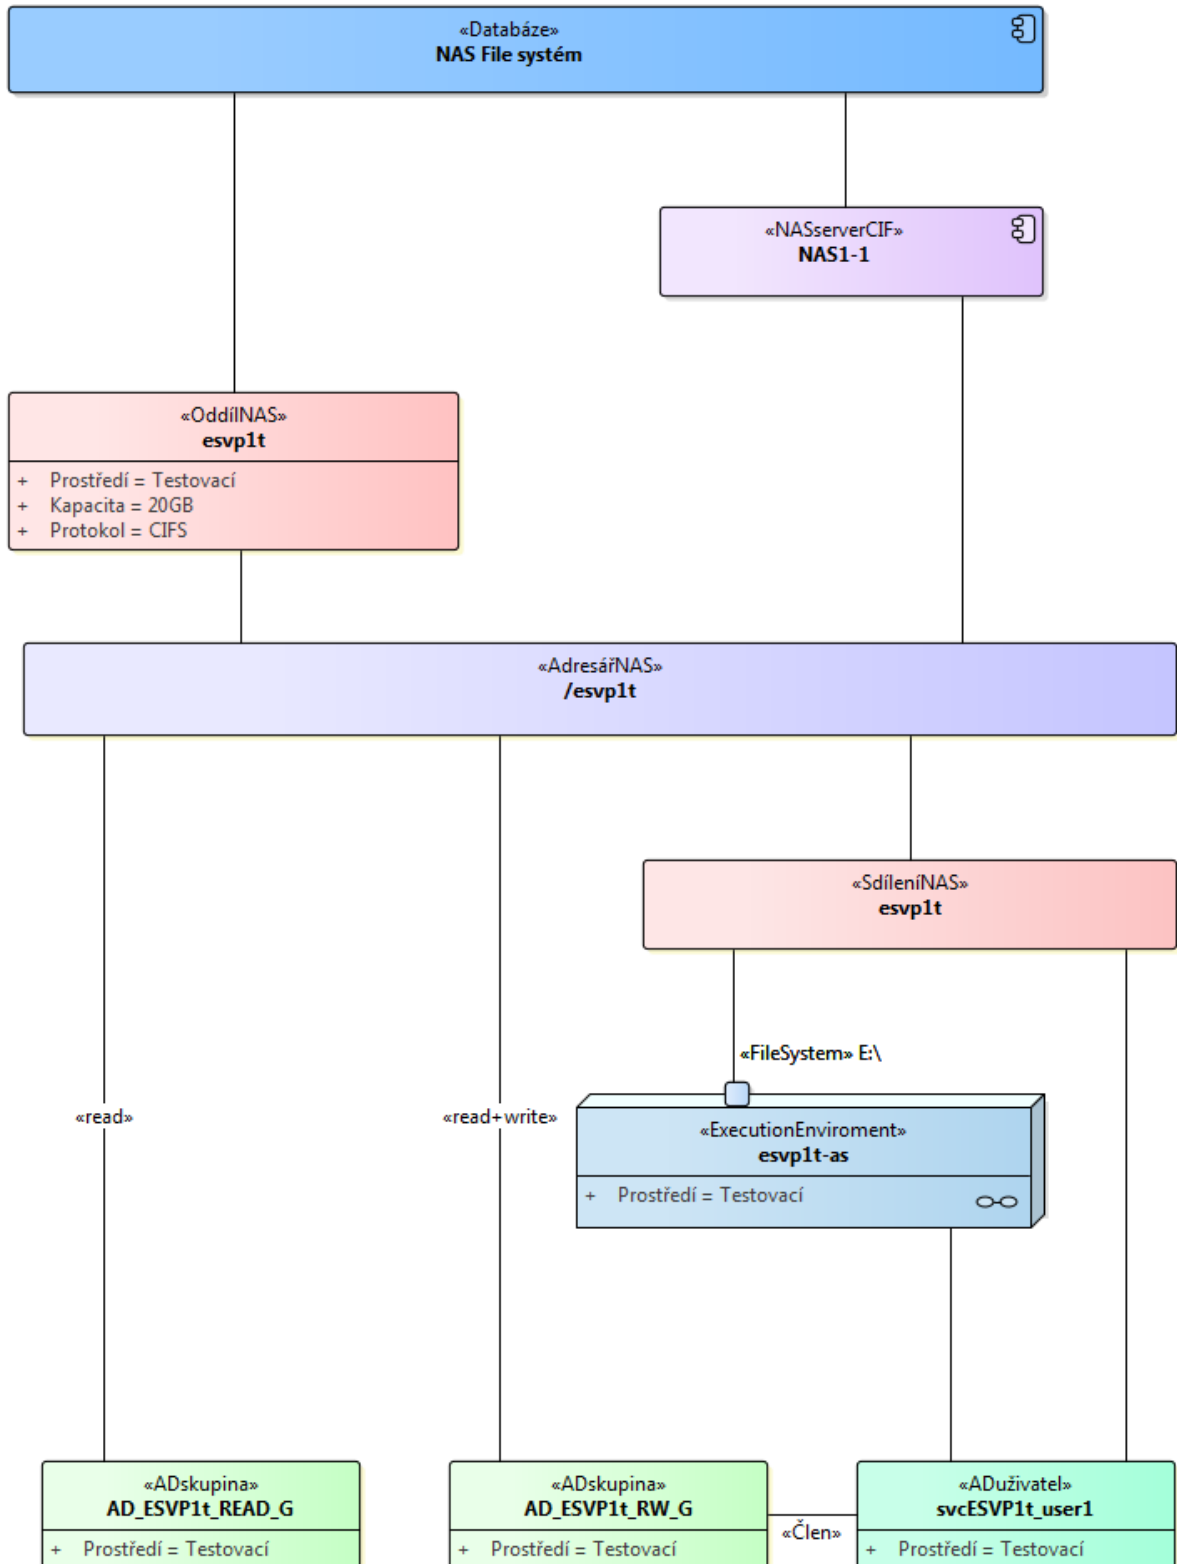 «Databáze»
NAS File systém
«NASserverCIF»
NAS1-1
«OddílNAS»
esvp1t
+ Prostředí = Testovací
+ Kapacita = 20GB
+ Protokol = CIFS
«AdresářNAS»
/esvp1t
«SdíleníNAS»
esvp1t
«FileSystem» E:\
«read»
«read+write»
«ExecutionEnviroment»
esvp1t-as
+ Prostředí = Testovací
«ADskupina»
AD_ESVP1t_READ_G
+ Prostředí = Testovací
«ADskupina»
AD_ESVP1t_RW_G
+ Prostředí = Testovací
«Člen»
«ADuživatel»
svcESVP1t_user1
+ Prostředí = Testovací